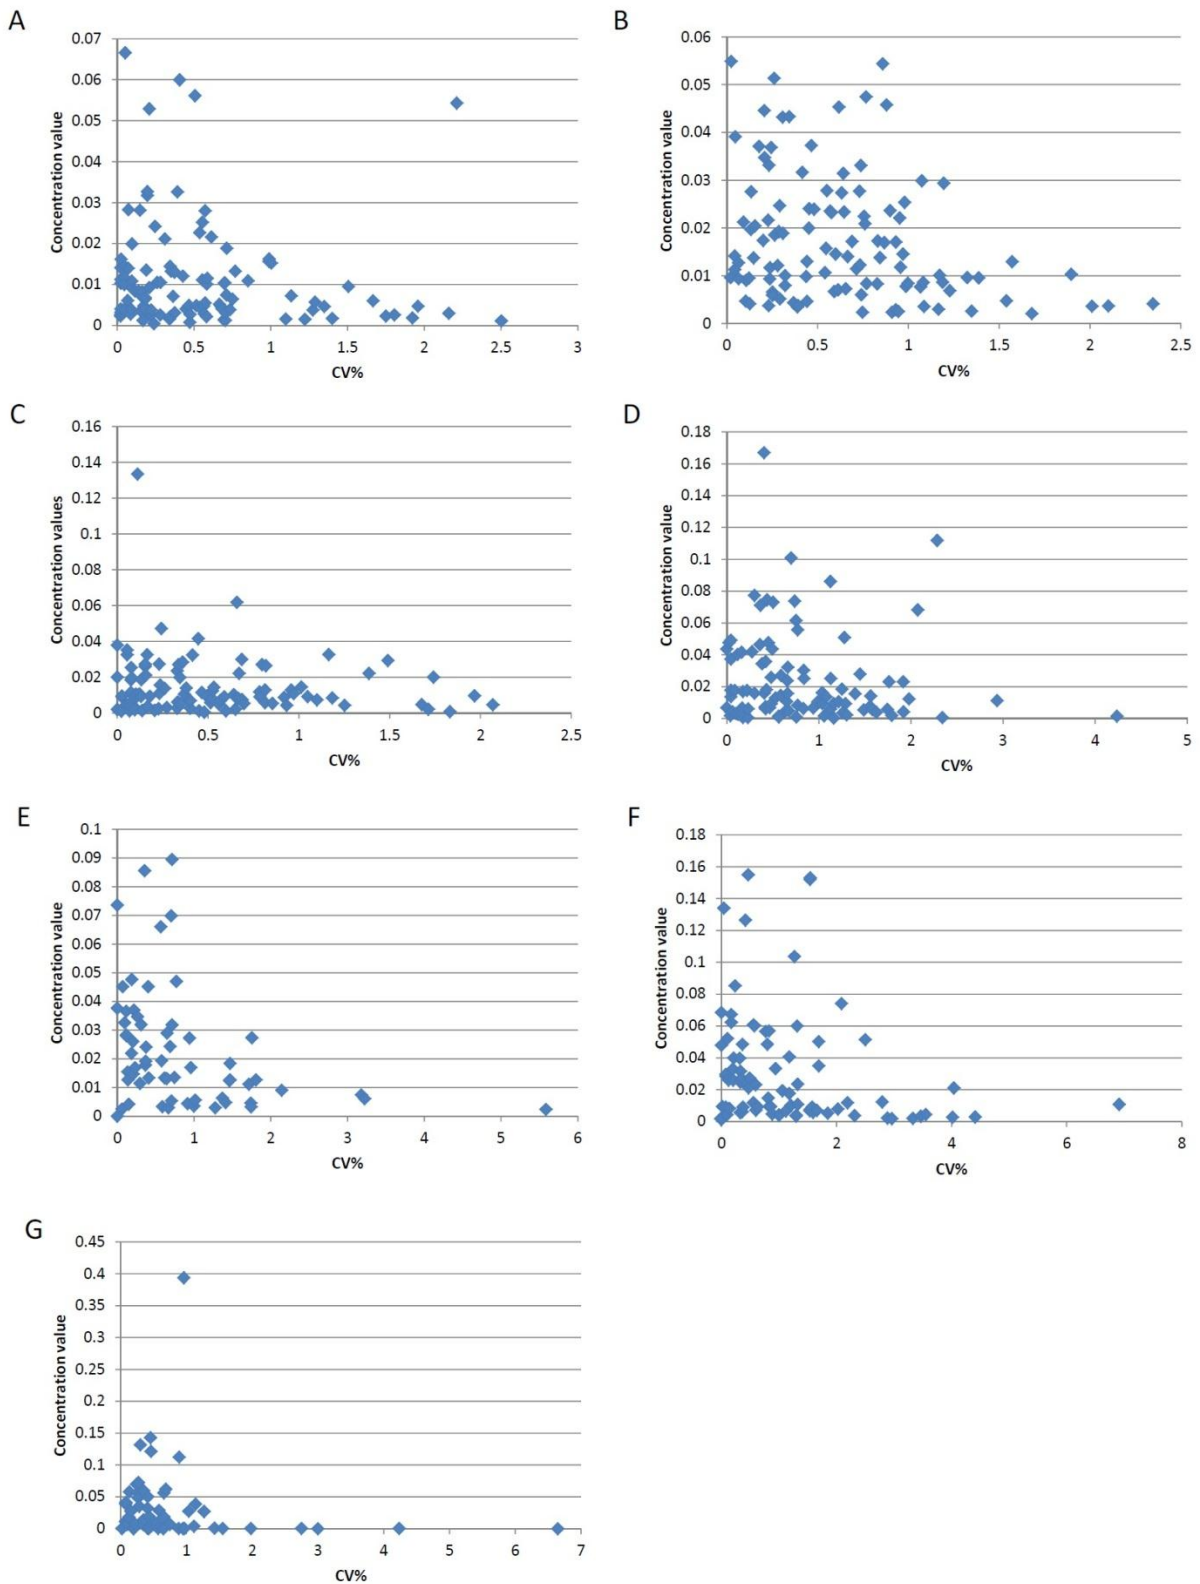 A
0.07
0.06
0.05
0.04
0.03
0.02
0.01
0
Concentration value
0 0.5 1 1.5 2 2.5 3
CV%
B
0.06
0.05
0.04
0.03
0.02
0.01
0
Concentration value
0 0.5 1 1.5 2 2.5
CV%
C
0.16
0.14
0.12
0.1
0.08
0.06
0.04
0.02
0
Concentration values
0 0.5 1 1.5 2 2.5
CV%
D
0.18
0.16
0.14
0.12
0.1
0.08
0.06
0.04
0.02
0
Concentration value
0 1 2 3 4 5
CV%
E
0.1
0.09
0.08
0.07
0.06
0.05
0.04
0.03
0.02
0.01
0
Concentration value
0 1 2 3 4 5 6
CV%
F
0.18
0.16
0.14
0.12
0.1
0.08
0.06
0.04
0.02
0
Concentration value
0 2 4 6 8
CV%
G
0.45
0.4
0.35
0.3
0.25
0.2
0.15
0.1
0.05
0
Concentration value
0 1 2 3 4 5 6 7
CV%